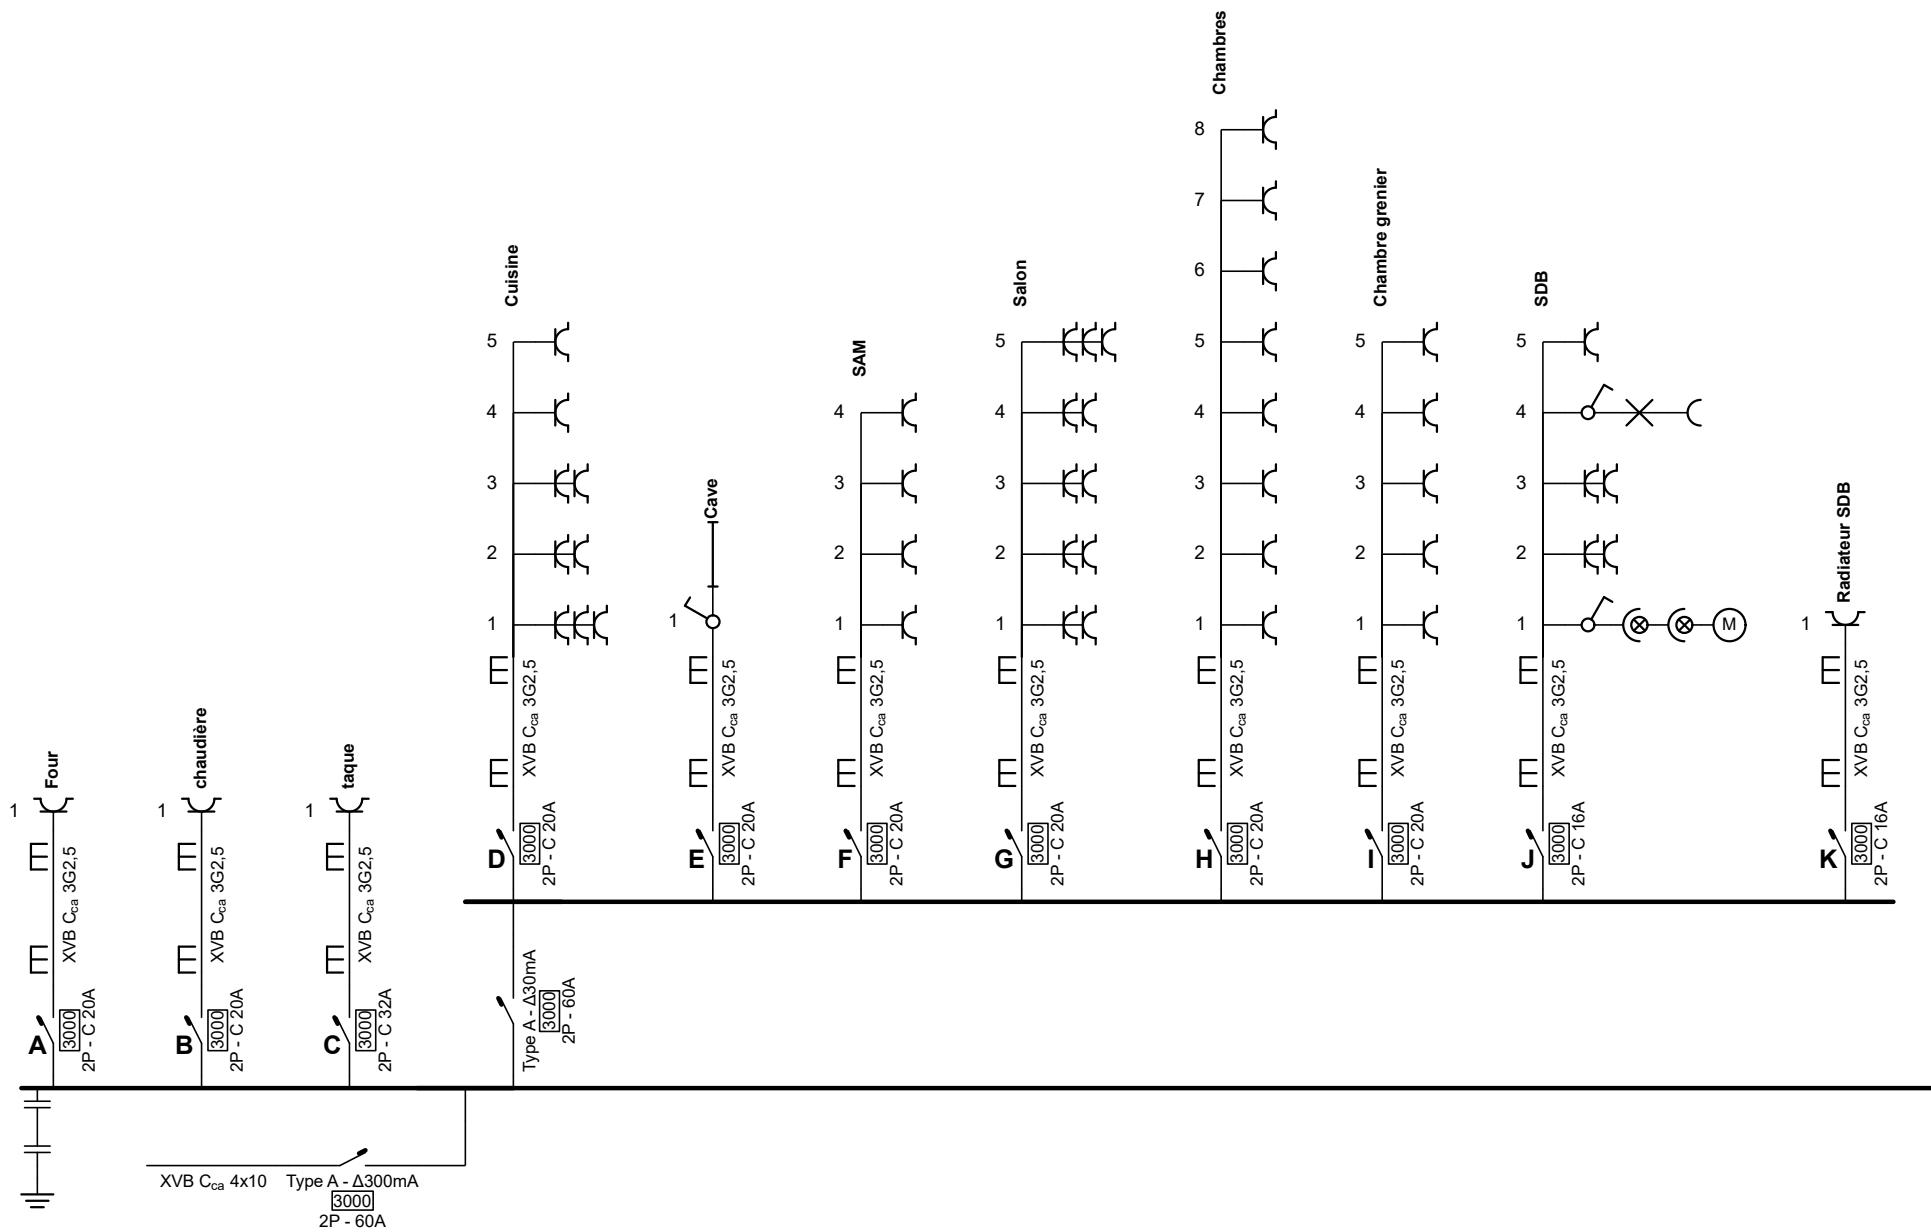 Chambres
8
7
6
5
4
3
2
1
XVB Cca 3G2,5
H
3000
2P - C 20A
Cuisine
5
4
3
2
1
XVB Cca 3G2,5
D
3000
2P - C 20A
Cave
1
XVB Cca 3G2,5
E
3000
2P - C 20A
SAM
4
3
2
1
XVB Cca 3G2,5
F
3000
2P - C 20A
Salon
5
4
3
2
1
XVB Cca 3G2,5
G
3000
2P - C 20A
Chambre grenier
5
4
3
2
1
XVB Cca 3G2,5
I
3000
2P - C 20A
SDB
5
4
3
2
1
M
XVB Cca 3G2,5
J
3000
2P - C 16A
Radiateur SDB
1
XVB Cca 3G2,5
K
3000
2P - C 16A
Four
1
XVB Cca 3G2,5
A
3000
2P - C 20A
chaudière
1
XVB Cca 3G2,5
B
3000
2P - C 20A
taque
1
XVB Cca 3G2,5
C
3000
2P - C 32A
Type A - Δ30mA
3000
2P - 60A
XVB Cca 4x10
Type A - Δ300mA
3000
2P - 60A